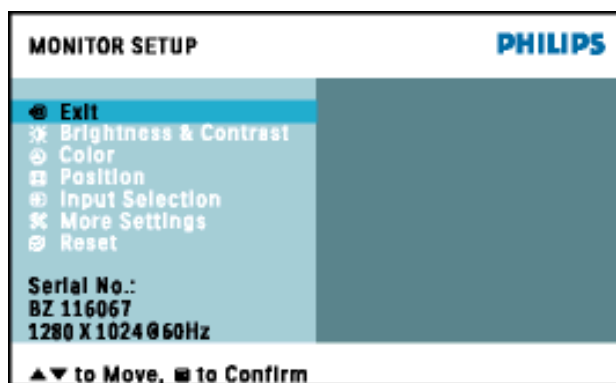 MONITOR SETUP
PHILIPS
Exit
Brightness & Contrast
Color
Position
Input Selection
More Settings
Reset
Serial No.:
BZ 116067
1280 X 1024@60Hz
▲▼ to Move, to Confirm